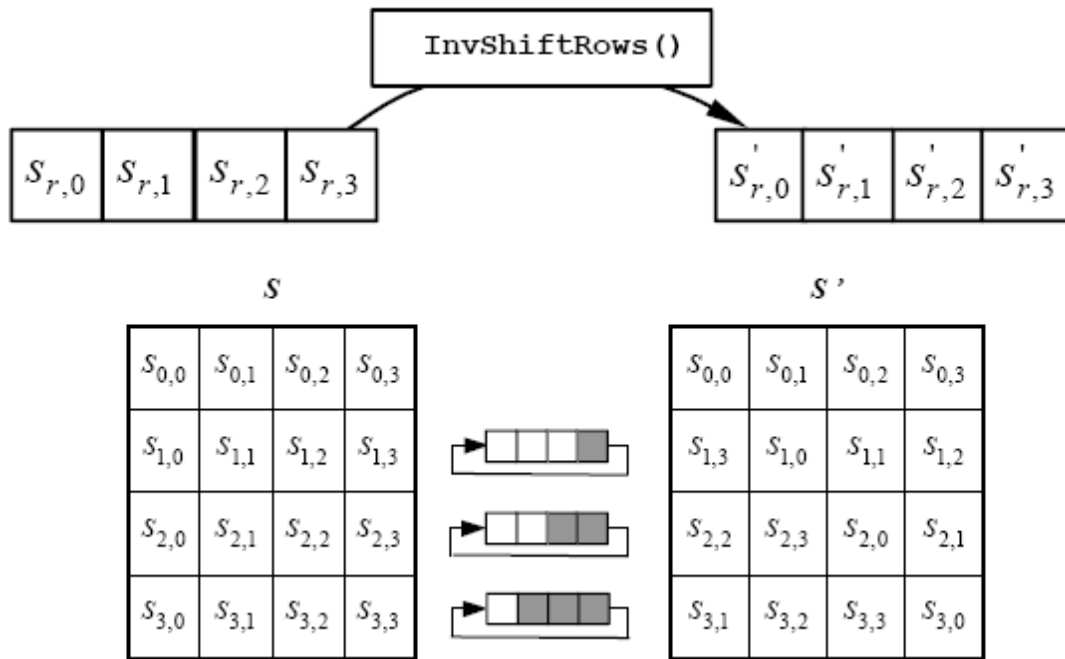 InvShiftRows()
S_{r,0} S_{r,1} S_{r,2} S_{r,3} S'_{r,0} S'_{r,1} S'_{r,2} S'_{r,3}
S S'
S_{0,0} S_{0,1} S_{0,2} S_{0,3} S_{0,0} S_{0,1} S_{0,2} S_{0,3}
S_{1,0} S_{1,1} S_{1,2} S_{1,3} S_{1,3} S_{1,0} S_{1,1} S_{1,2}
S_{2,0} S_{2,1} S_{2,2} S_{2,3} S_{2,2} S_{2,3} S_{2,0} S_{2,1}
S_{3,0} S_{3,1} S_{3,2} S_{3,3} S_{3,1} S_{3,2} S_{3,3} S_{3,0}